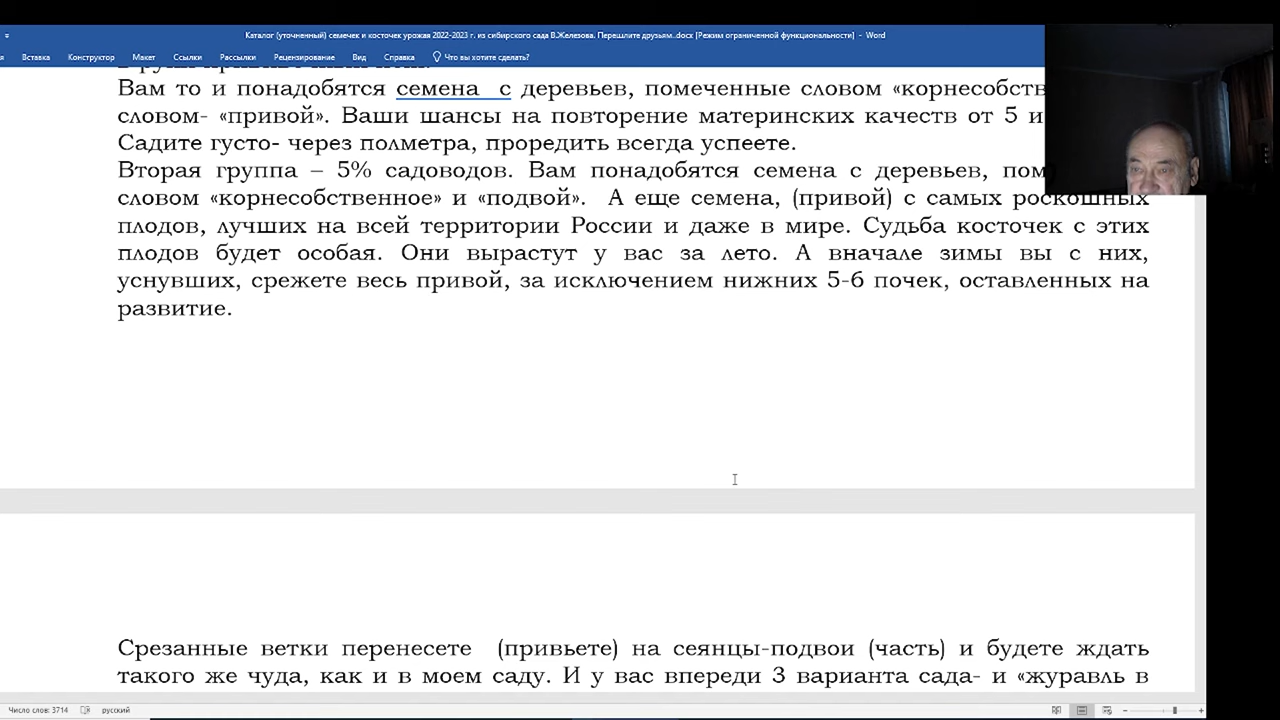 Каталог (уточненный) семечек и косточек урожая 2022-2023 г. из сибирского сада В.Железова. Перешлите друзьям..docx [Режим ограниченной функциональности] - Word
Вставка Конструктор Макет Ссылки Рассылки Рецензирование Вид Справка Что вы хотите сделать?
Вам то и понадобятся семена с деревьев, помеченные словом «корнесобств
словом- «привой». Ваши шансы на повторение материнских качеств от 5 и
Садите густо- через полметра, проредить всегда успеете.
Вторая группа – 5% садоводов. Вам понадобятся семена с деревьев, пом
словом «корнесобственное» и «подвой». А еще семена, (привой) с самых роскошных
плодов, лучших на всей территории России и даже в мире. Судьба косточек с этих
плодов будет особая. Они вырастут у вас за лето. А вначале зимы вы с них,
уснувших, срежете весь привой, за исключением нижних 5-6 почек, оставленных на
развитие.
Срезанные ветки перенесете (привьете) на сеянцы-подвои (часть) и будете ждать
такого же чуда, как и в моем саду. И у вас впереди 3 варианта сада- и «журавль в
Число слов: 3714 русский